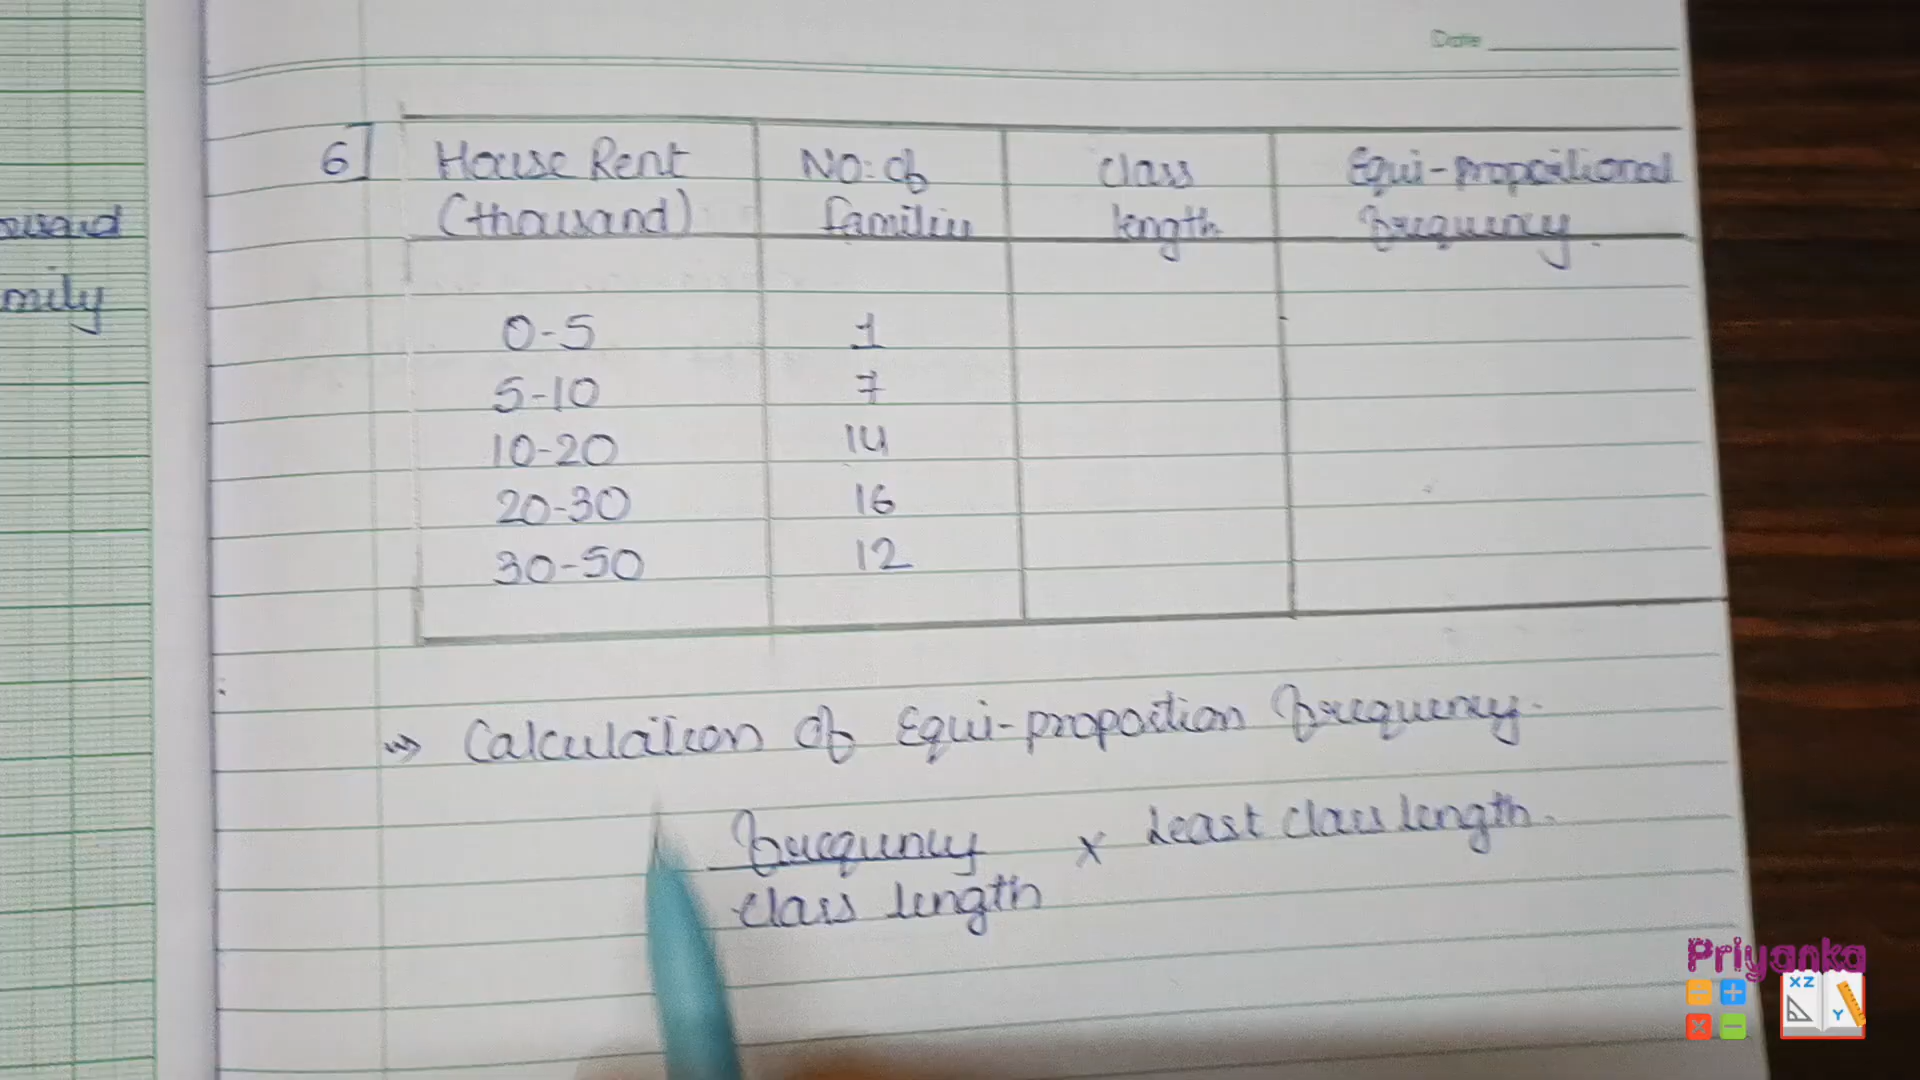 Date
6] House Rent No: of Class Equi-proportional
(thousand) families length frequency.
mily
0-5 1
5-10 7
10-20 14
20-30 16
30-50 12
Calculation of Equi-proportion frequency.
frequency × Least class length.
class length
Priyanka
XZ
Y